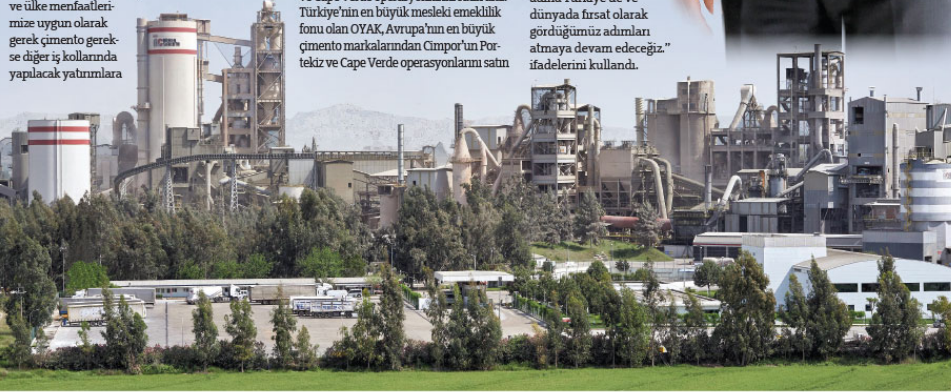 ve ülke menfaatleri-
mize uygun olarak
gerek çimento gerek-
se diğer iş kollarında
yapılacak yatırımlara
Türkiye'nin en büyük mesleki emeklilik
fonu olan OYAK, Avrupa'nın en büyük
çimento markalarından Cimpor'un Por-
tekiz ve Cape Verde operasyonlarını satın
dünyada fırsat olarak
gördüğümüz adımları
atmaya devam edeceğiz."
ifadelerini kullandı.